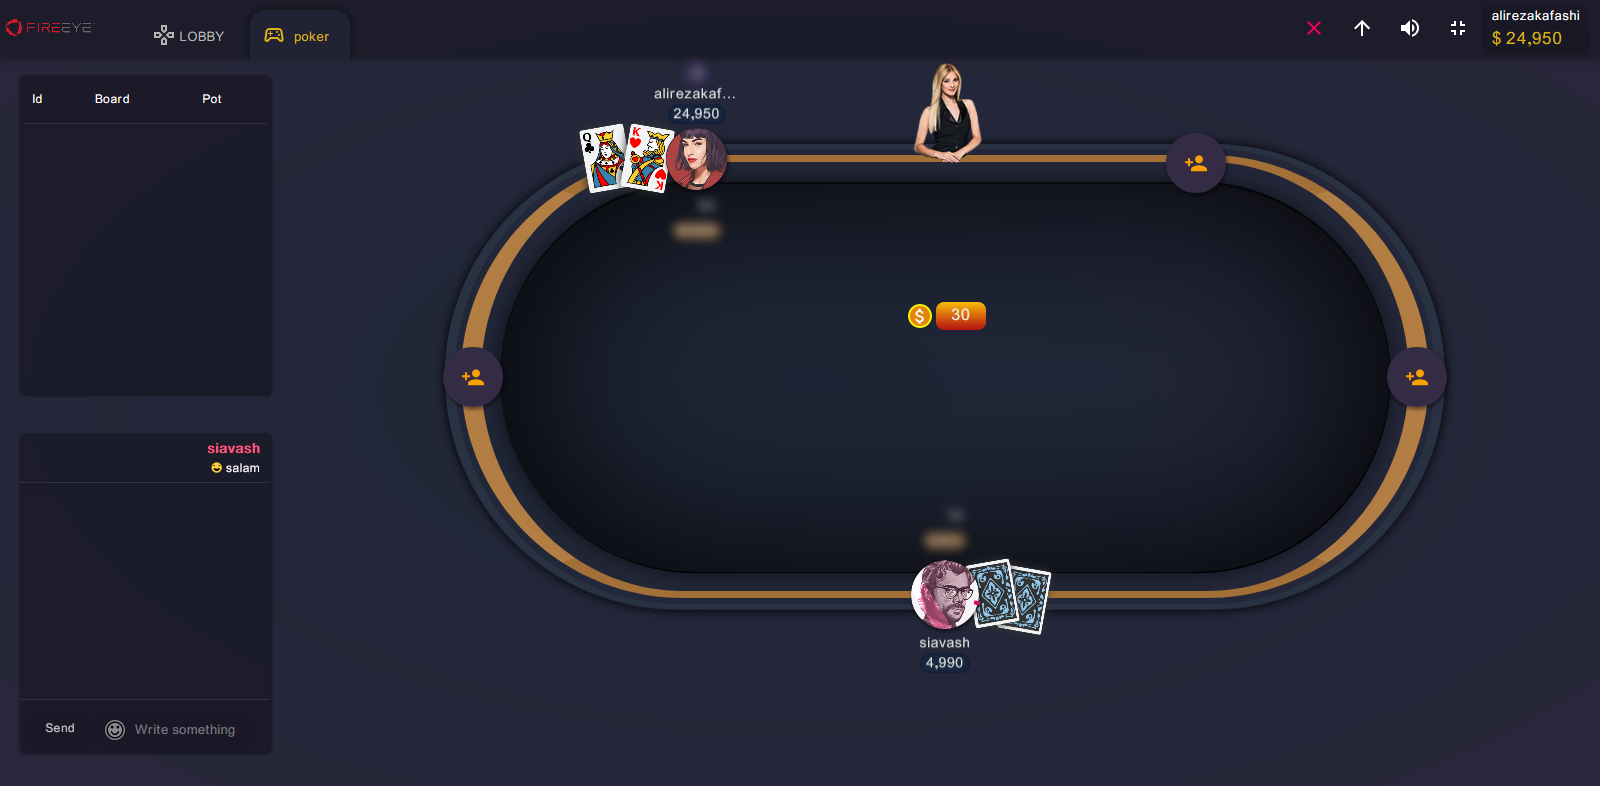 FIREEYE
LOBBY
poker
alirezakafashi
$ 24,950
Id Board Pot
alirezakaf...
24,950
Q
K
K
$ 30
siavash
salam
siavash
4,990
Send
Write something